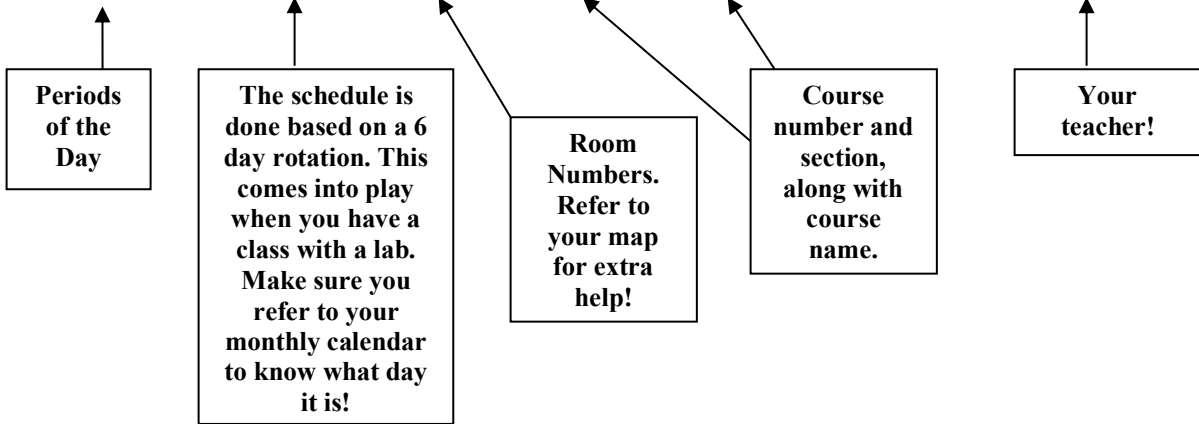 Periods
of the
Day
The schedule is
done based on a 6
day rotation. This
comes into play
when you have a
class with a lab.
Make sure you
refer to your
monthly calendar
to know what day
it is!
Room
Numbers.
Refer to
your map
for extra
help!
Course
number and
section,
along with
course
name.
Your
teacher!